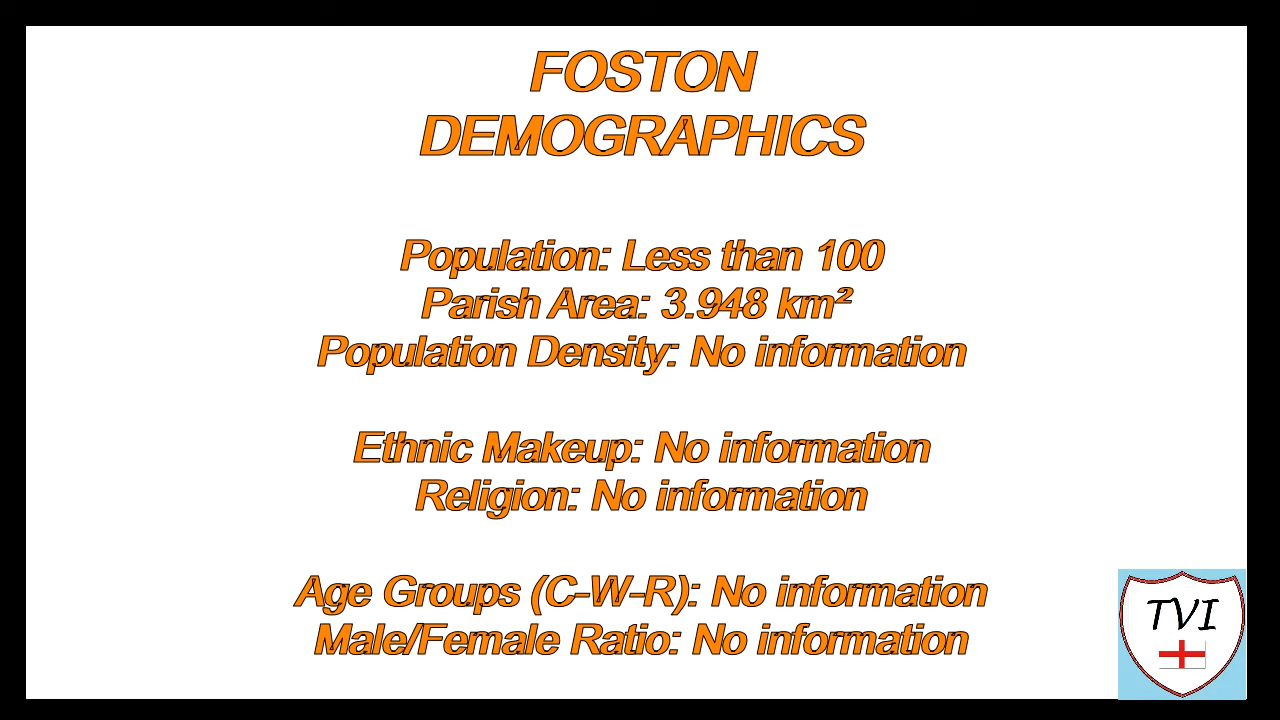 FOSTON
DEMOGRAPHICS
Population: Less than 100
Parish Area: 3.948 km²
Population Density: No information
Ethnic Makeup: No information
Religion: No information
Age Groups (C-W-R): No information
Male/Female Ratio: No information
TVI